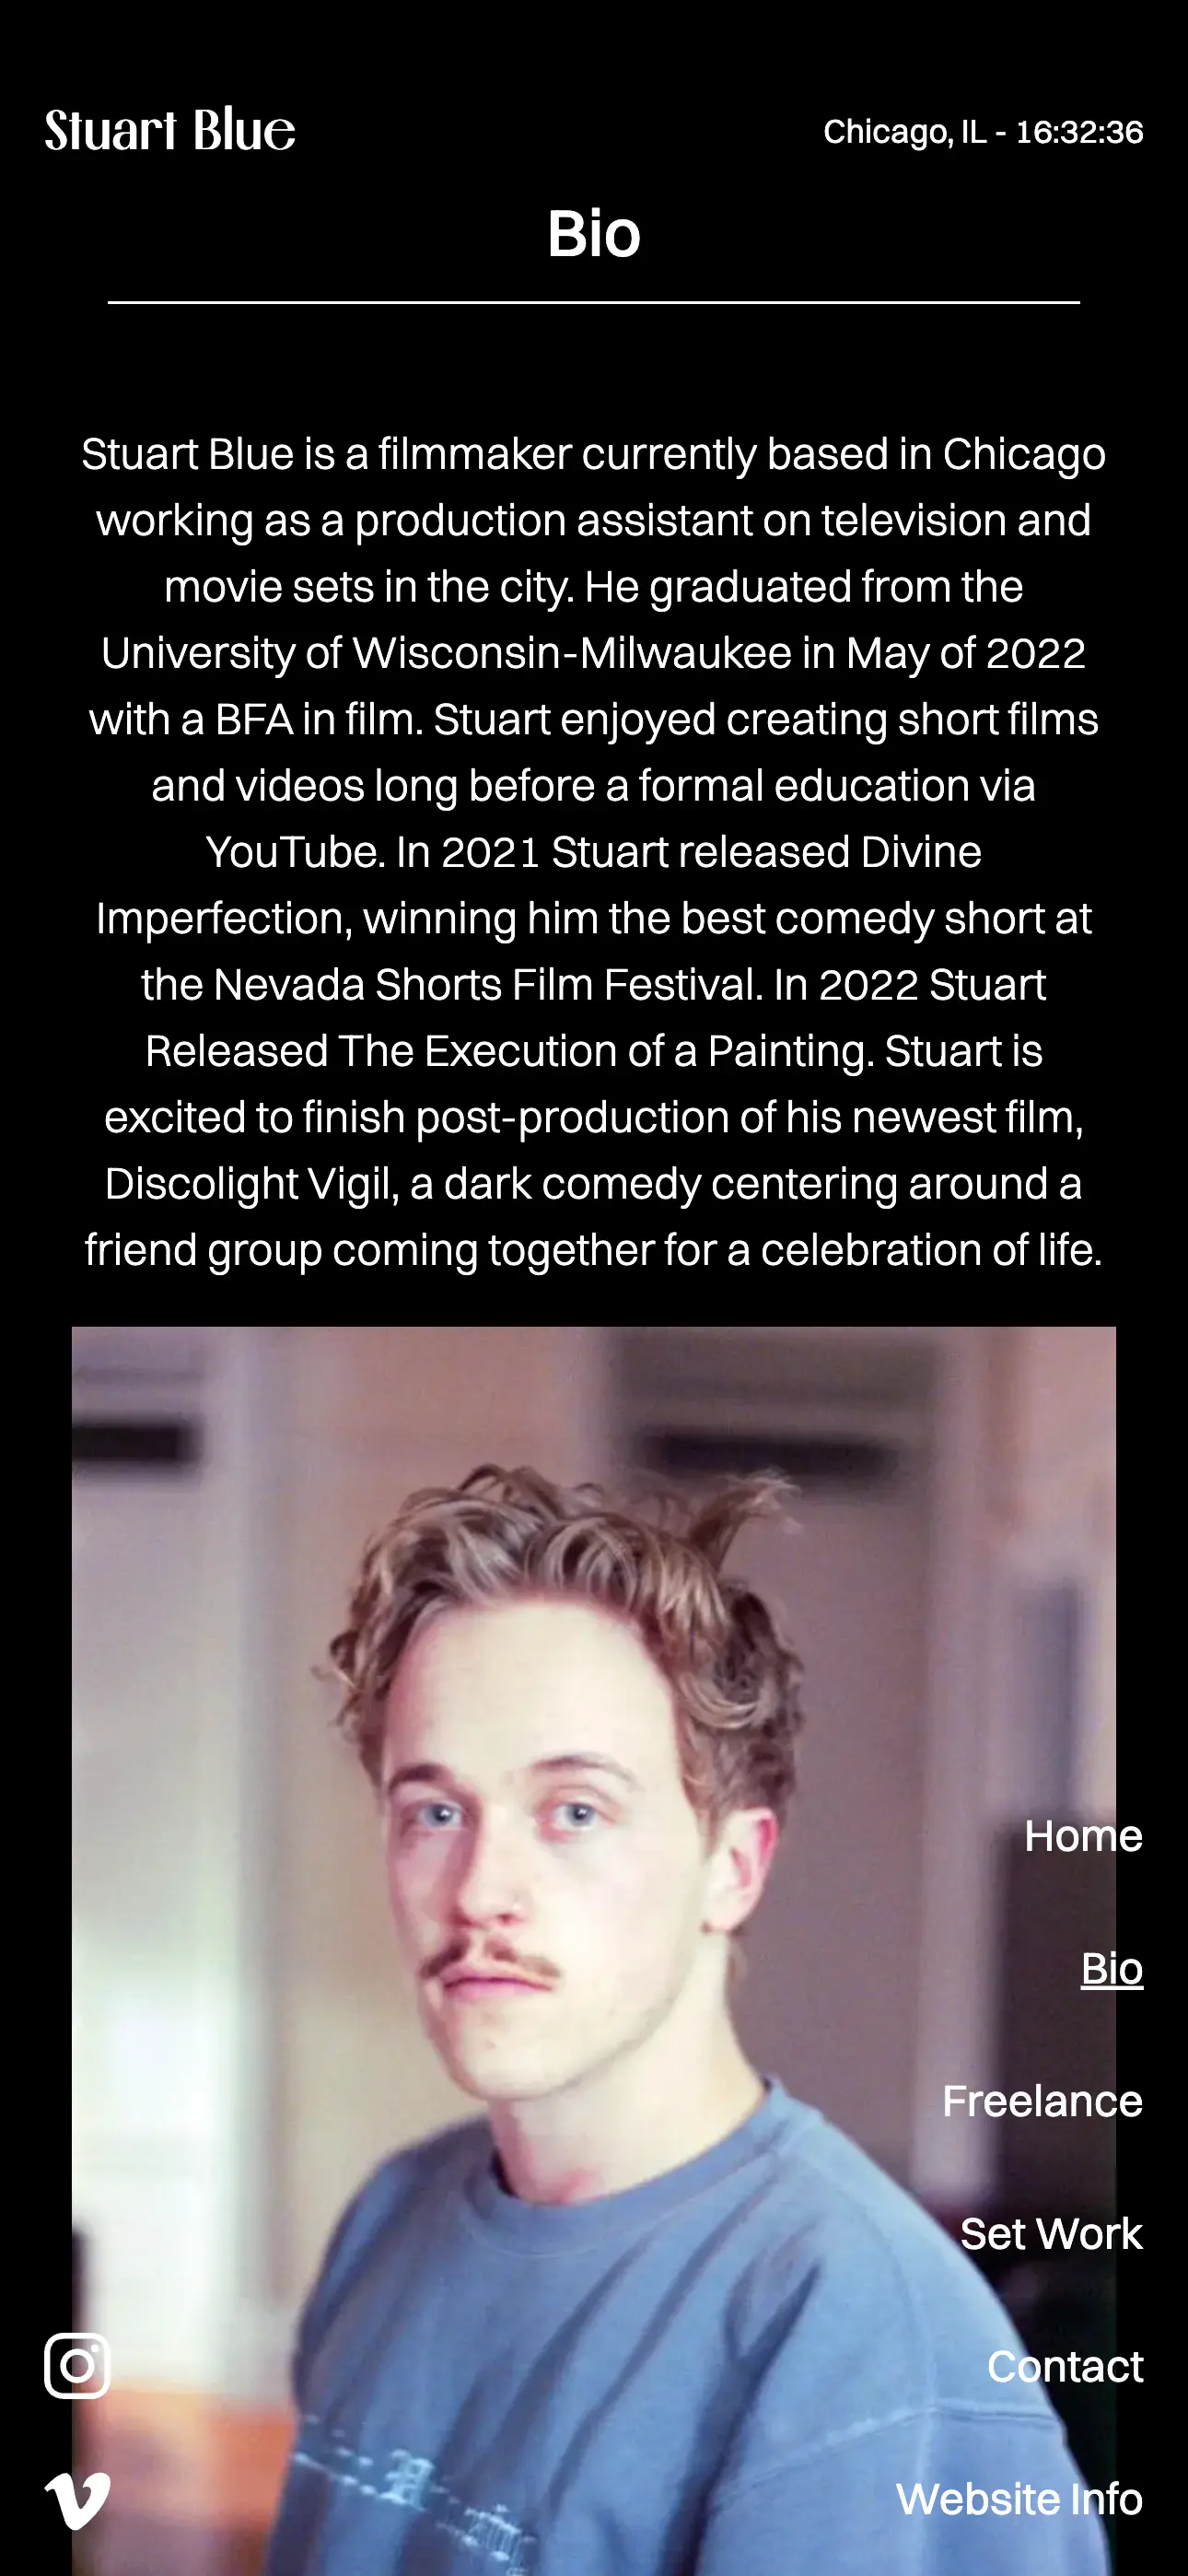 Stuart Blue
Chicago, IL - 16:32:36
Bio
Stuart Blue is a filmmaker currently based in Chicago
working as a production assistant on television and
movie sets in the city. He graduated from the
University of Wisconsin-Milwaukee in May of 2022
with a BFA in film. Stuart enjoyed creating short films
and videos long before a formal education via
YouTube. In 2021 Stuart released Divine
Imperfection, winning him the best comedy short at
the Nevada Shorts Film Festival. In 2022 Stuart
Released The Execution of a Painting. Stuart is
excited to finish post-production of his newest film,
Discolight Vigil, a dark comedy centering around a
friend group coming together for a celebration of life.
Home
Bio
Freelance
Set Work
Contact
Website Info